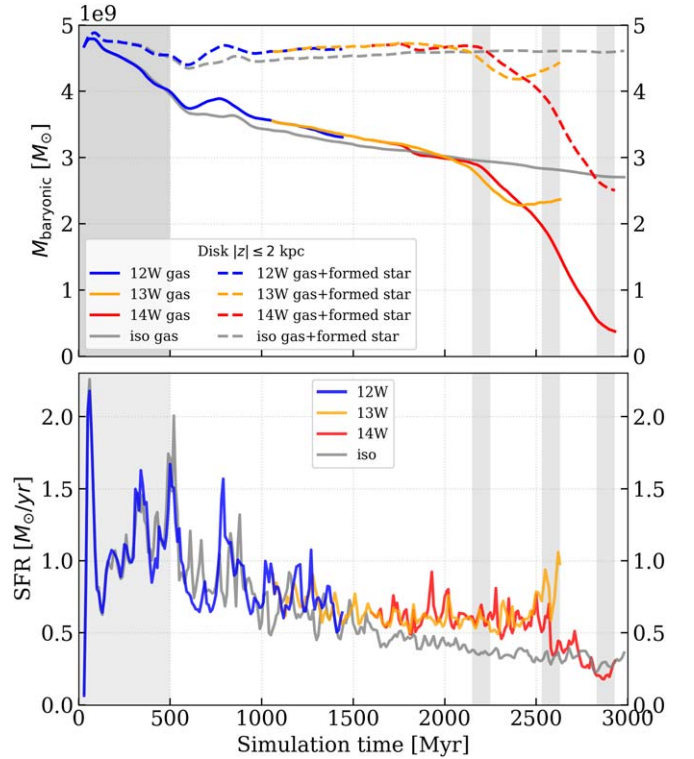 1e9
5 5
4 4
3 3
2 2
1 1
0 0
M_baryonic [M_⊙]
Disk |z| ≤ 2 kpc
12W gas 12W gas+formed star
13W gas 13W gas+formed star
14W gas 14W gas+formed star
iso gas iso gas+formed star
2.0 2.0
1.5 1.5
1.0 1.0
0.5 0.5
0.0 0.0
SFR [M_⊙/yr]
12W
13W
14W
iso
0 500 1000 1500 2000 2500 3000
Simulation time [Myr]